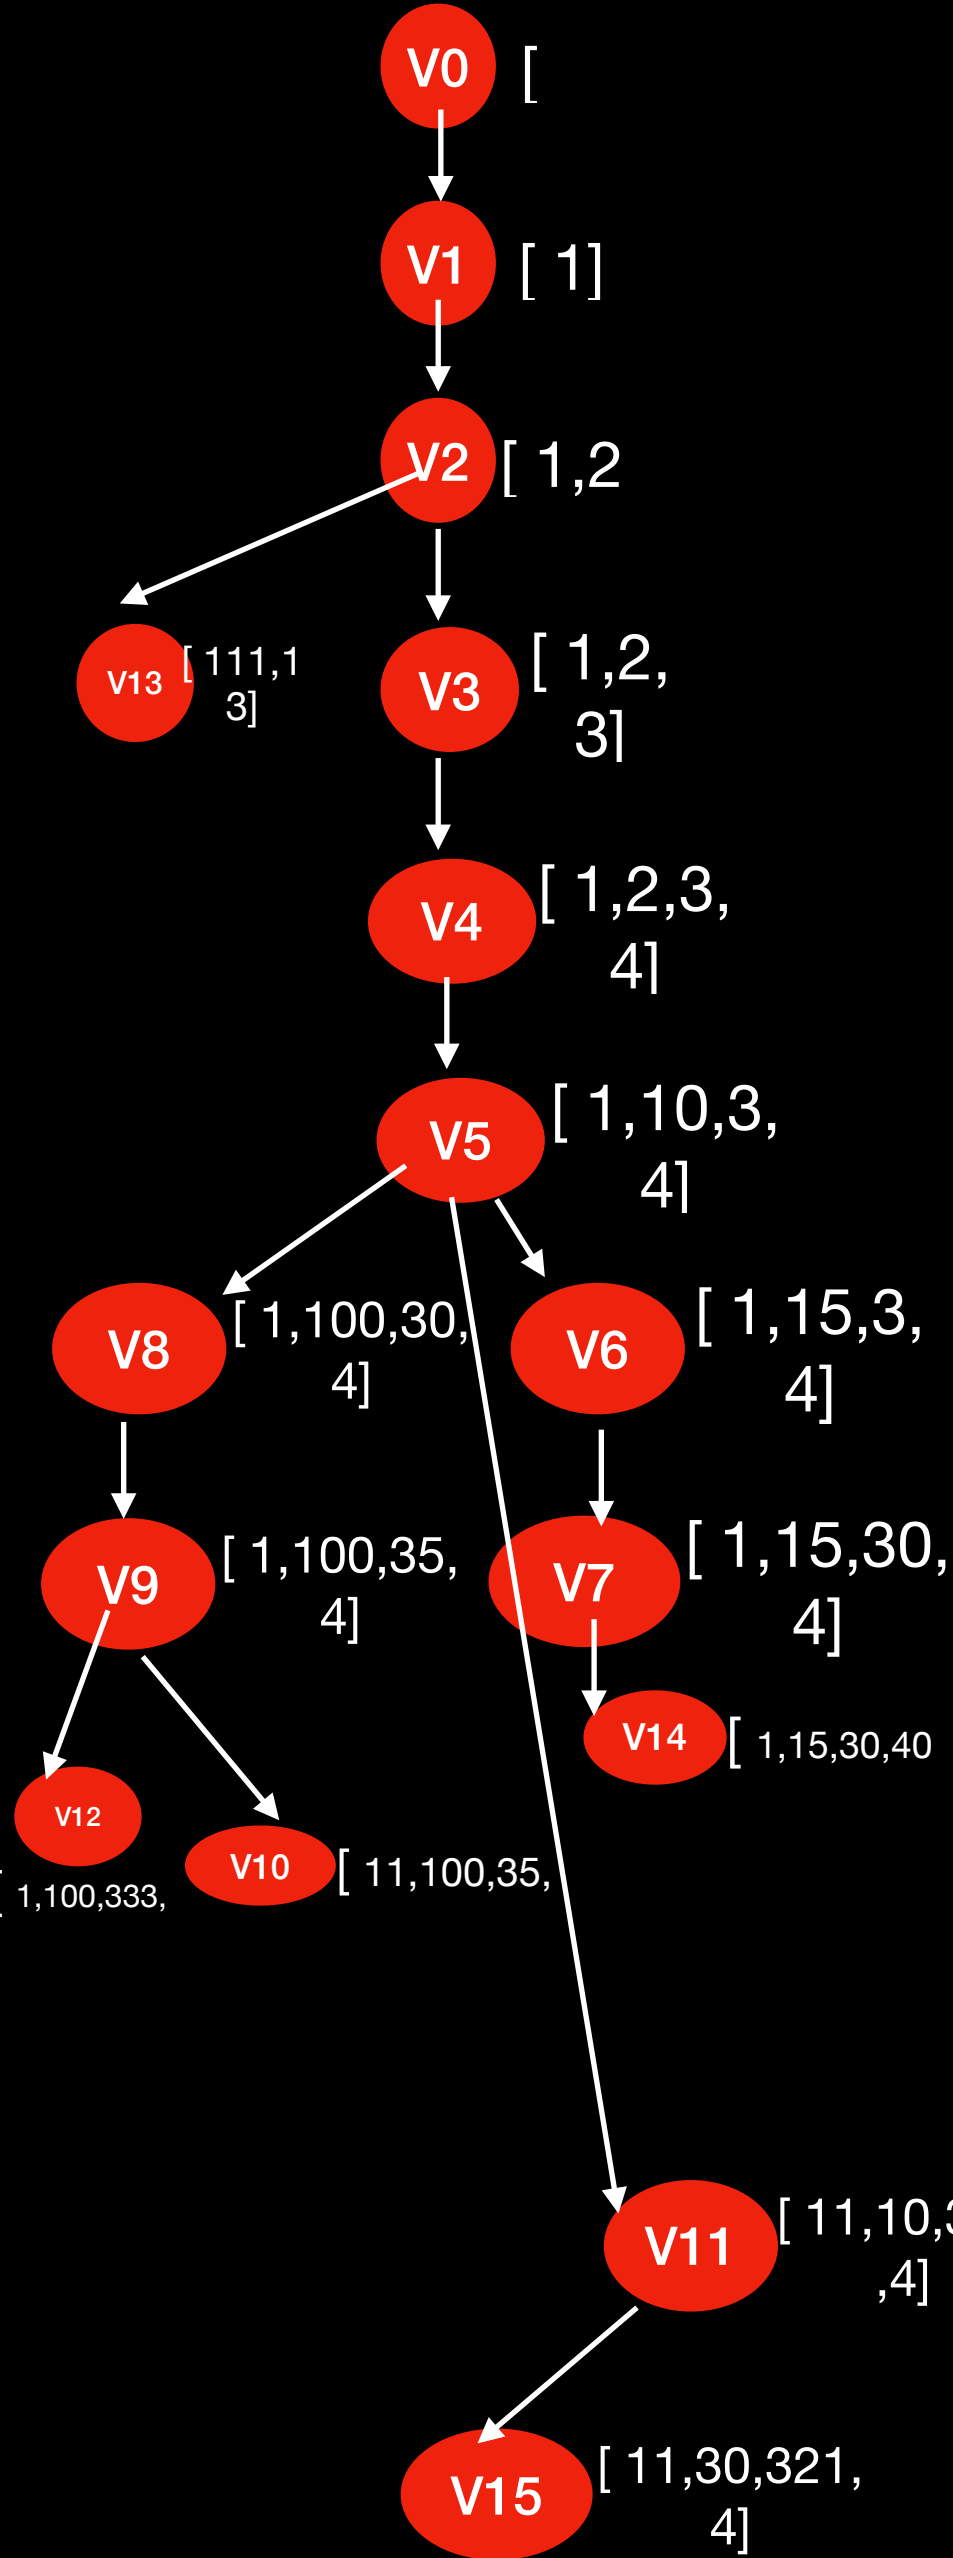 V0 [
V1 [ 1]
V2 [ 1,2
V13 [ 111,1
3]
V3 [ 1,2,
3]
V4 [ 1,2,3,
4]
V5 [ 1,10,3,
4]
V8 [ 1,100,30,
4]
V6 [ 1,15,3,
4]
V9 [ 1,100,35,
4]
V7 [ 1,15,30,
4]
V14 [ 1,15,30,40
V12
[ 1,100,333,
V10 [ 11,100,35,
V11 [ 11,10,3
,4]
V15 [ 11,30,321,
4]